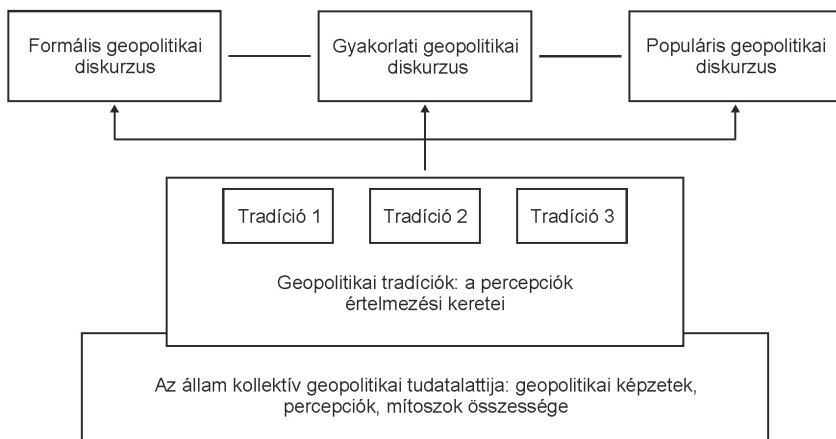 Formális geopolitikai
diskurzus
Gyakorlati geopolitikai
diskurzus
Populáris geopolitikai
diskurzus
Tradíció 1
Tradíció 2
Tradíció 3
Geopolitikai tradíciók: a percepciók
értelmezési keretei
Az állam kollektív geopolitikai tudatalattija: geopolitikai képzetek,
percepciók, mítoszok összessége